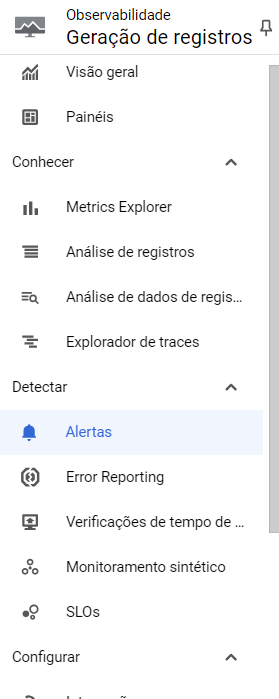 Observabilidade
Geração de registros
Visão geral
Painéis
Conhecer
Metrics Explorer
Análise de registros
Análise de dados de regis...
Explorador de traces
Detectar
Alertas
Error Reporting
Verificações de tempo de ...
Monitoramento sintético
SLOs
Configurar